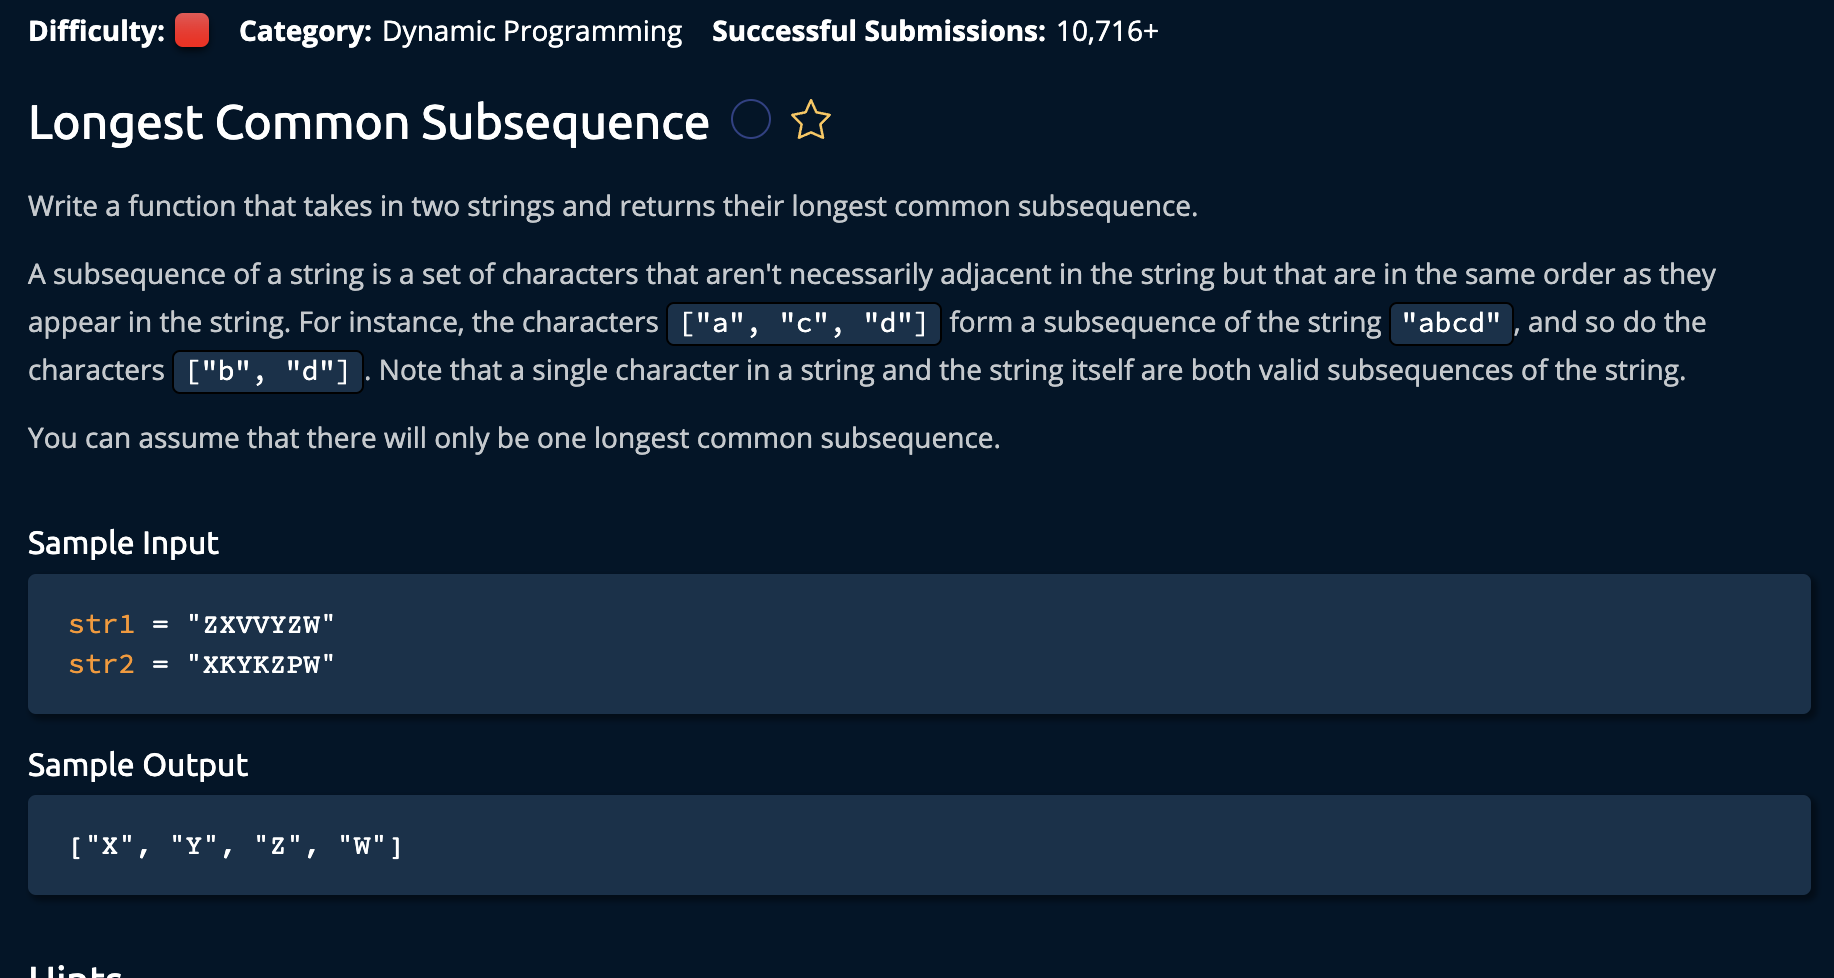 Difficulty: Category: Dynamic Programming Successful Submissions: 10,716+
Longest Common Subsequence
Write a function that takes in two strings and returns their longest common subsequence.
A subsequence of a string is a set of characters that aren't necessarily adjacent in the string but that are in the same order as they
appear in the string. For instance, the characters ["a", "c", "d"] form a subsequence of the string "abcd", and so do the
characters ["b", "d"]. Note that a single character in a string and the string itself are both valid subsequences of the string.
You can assume that there will only be one longest common subsequence.
Sample Input
str1 = "ZXVVYZW"
str2 = "XKYKZPW"
Sample Output
["X", "Y", "Z", "W"]
Hints